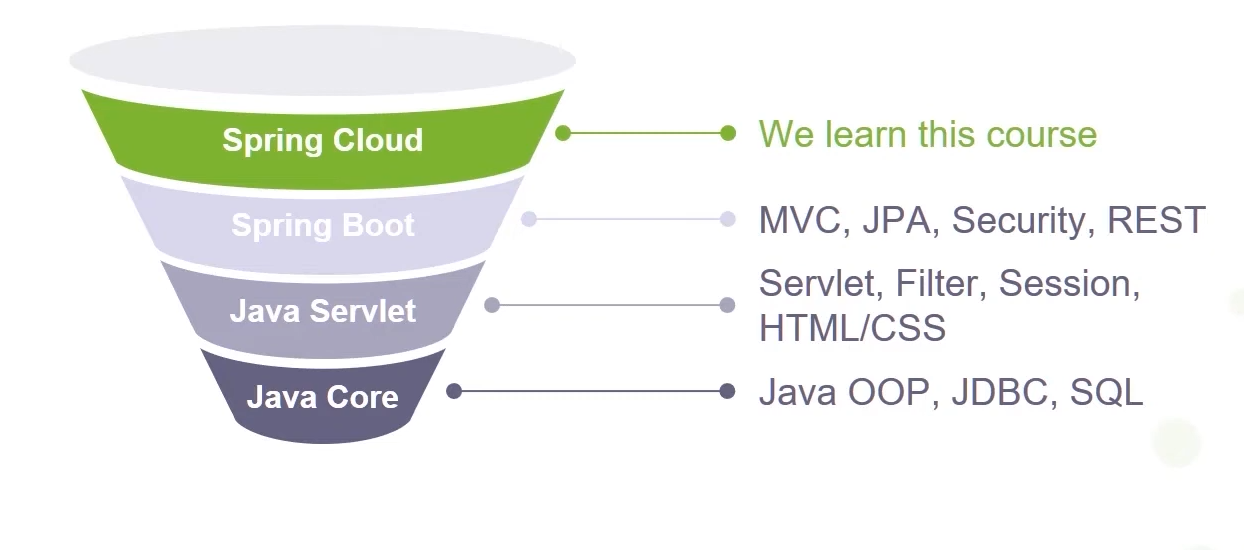 Spring Cloud
We learn this course
Spring Boot
MVC, JPA, Security, REST
Java Servlet
Servlet, Filter, Session,
HTML/CSS
Java Core
Java OOP, JDBC, SQL